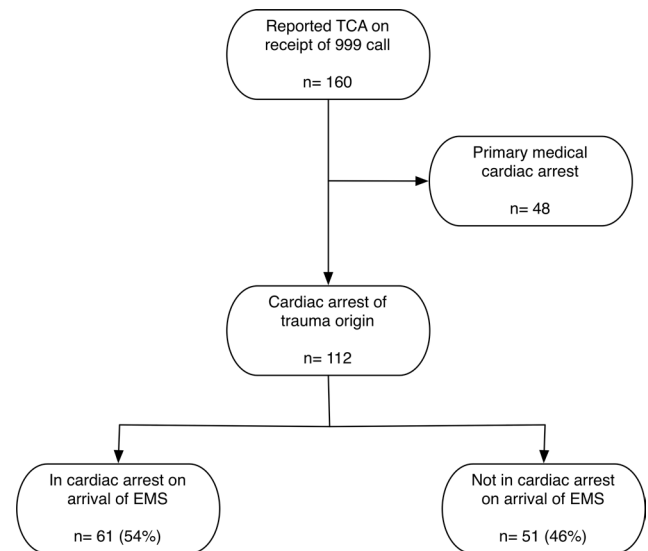 Reported TCA on
receipt of 999 call
n= 160
Primary medical
cardiac arrest
n= 48
Cardiac arrest of
trauma origin
n= 112
In cardiac arrest on
arrival of EMS
n= 61 (54%)
Not in cardiac arrest
on arrival of EMS
n= 51 (46%)